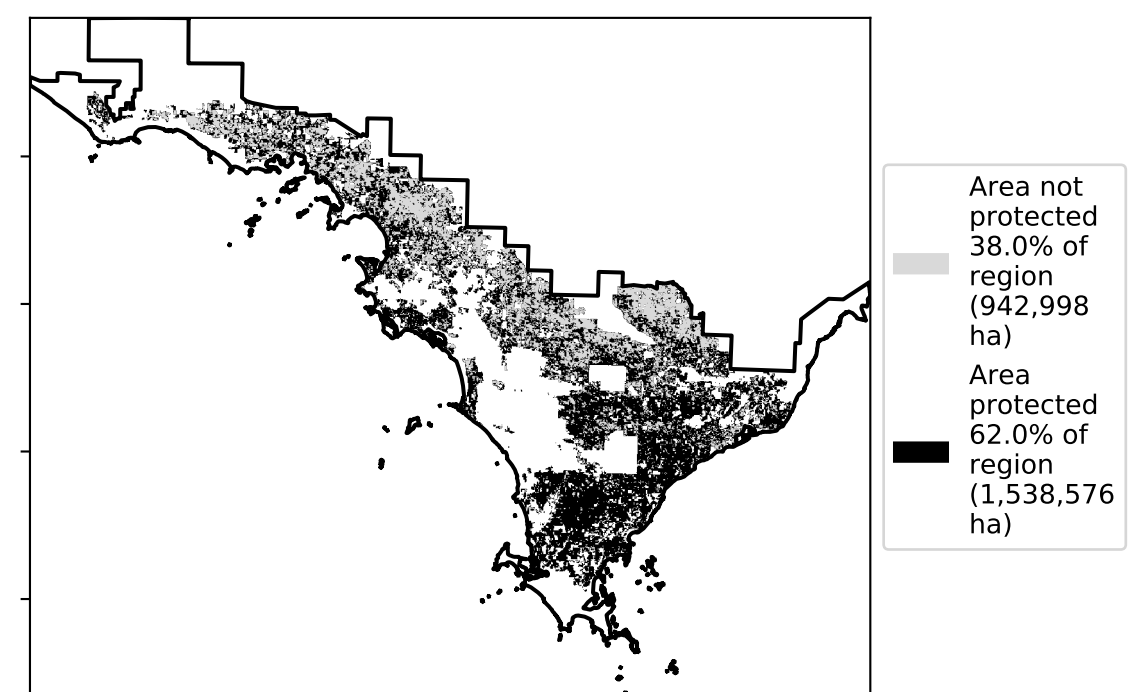 Area not
protected
38.0% of
region
(942,998
ha)
Area
protected
62.0% of
region
(1,538,576
ha)